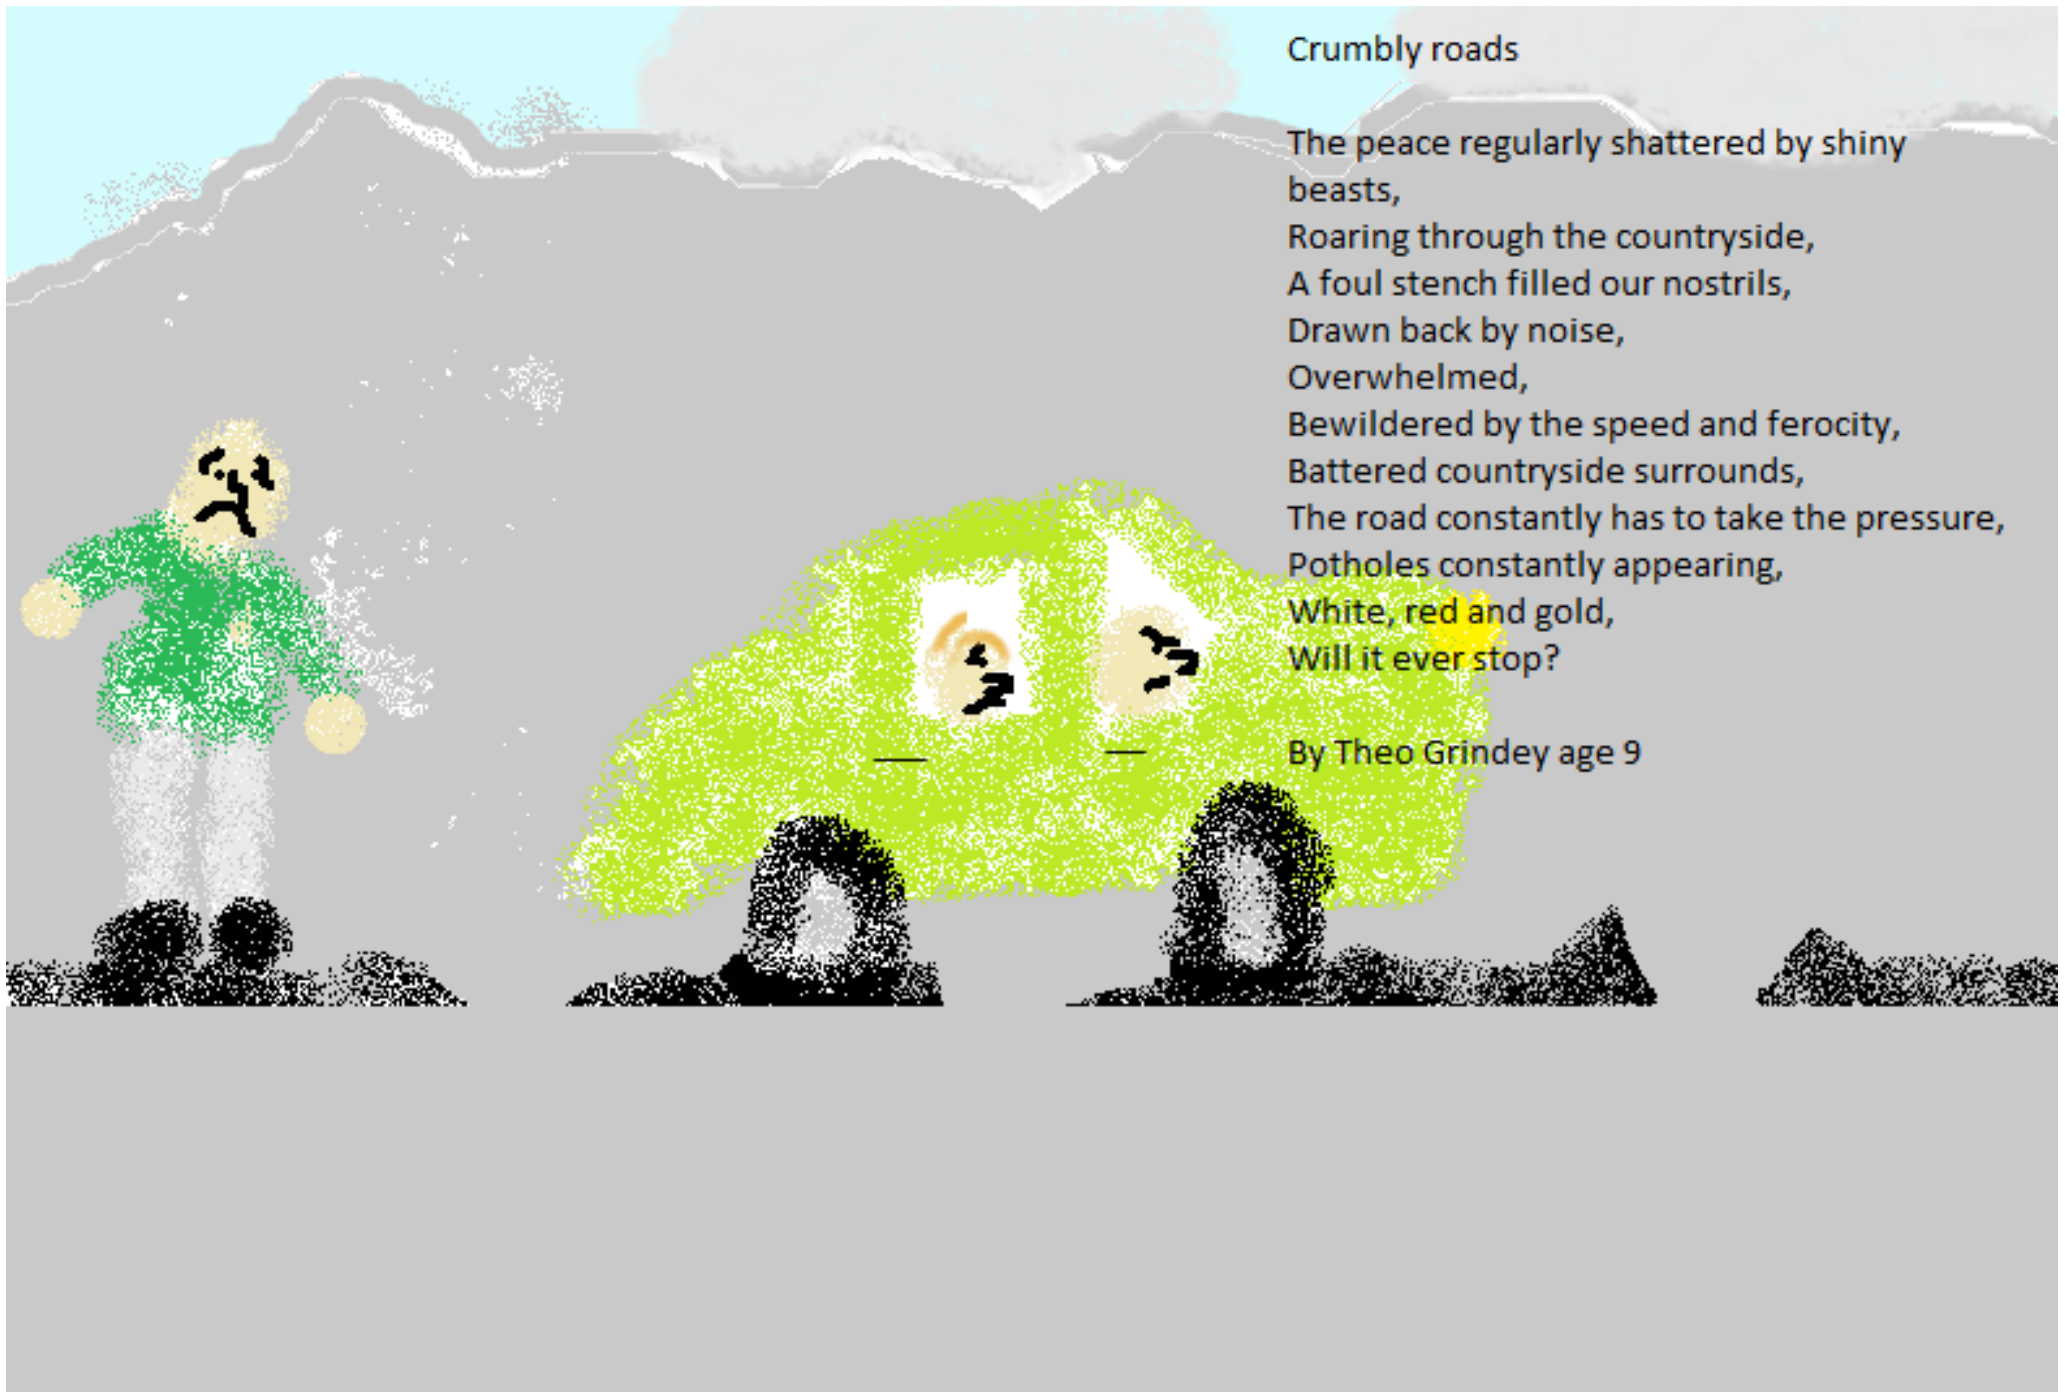 Crumbly roads
The peace regularly shattered by shiny
beasts,
Roaring through the countryside,
A foul stench filled our nostrils,
Drawn back by noise,
Overwhelmed,
Bewildered by the speed and ferocity,
Battered countryside surrounds,
The road constantly has to take the pressure,
Potholes constantly appearing,
White, red and gold,
Will it ever stop?
By Theo Grindey age 9